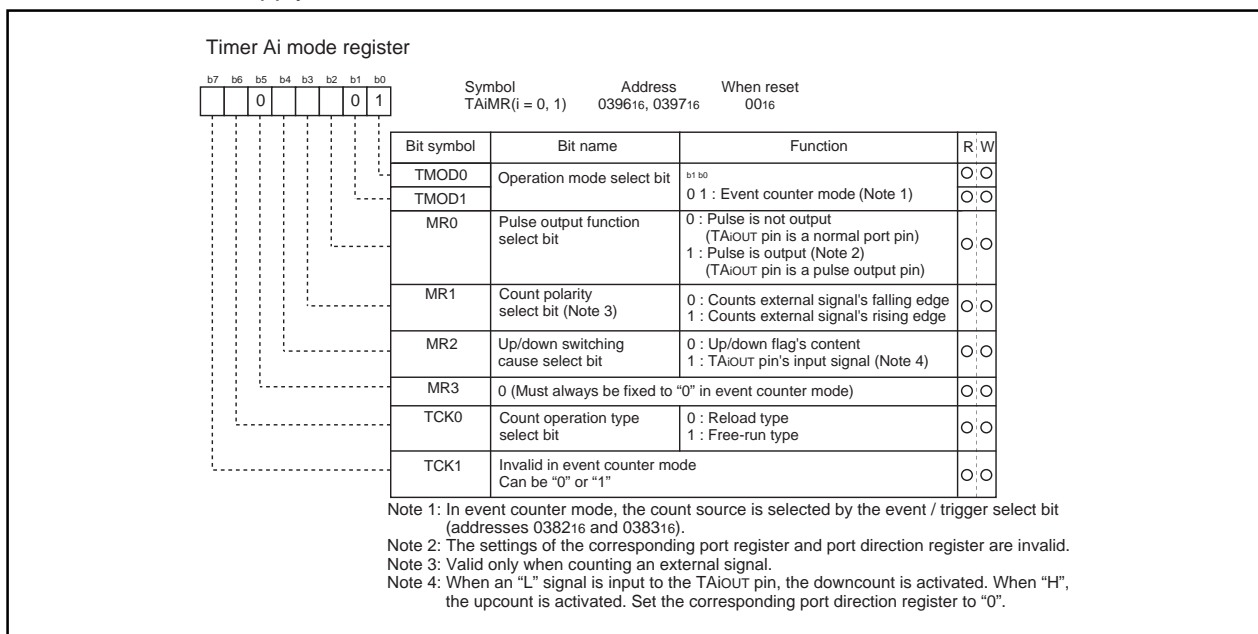 Timer Ai mode register
b7 b6 b5 b4 b3 b2 b1 b0
0 0 1
Symbol Address When reset
TAiMR(i = 0, 1) 039616, 039716 0016
Bit symbol Bit name Function R W
TMOD0 Operation mode select bit b1 b0
TMOD1 0 1 : Event counter mode (Note 1)
MR0 Pulse output function 0 : Pulse is not output
select bit (TAiOUT pin is a normal port pin)
1 : Pulse is output (Note 2)
(TAiOUT pin is a pulse output pin)
MR1 Count polarity 0 : Counts external signal's falling edge
select bit (Note 3) 1 : Counts external signal's rising edge
MR2 Up/down switching 0 : Up/down flag's content
cause select bit 1 : TAiOUT pin's input signal (Note 4)
MR3 0 (Must always be fixed to “0” in event counter mode)
TCK0 Count operation type 0 : Reload type
select bit 1 : Free-run type
TCK1 Invalid in event counter mode
Can be “0” or “1”
Note 1: In event counter mode, the count source is selected by the event / trigger select bit
(addresses 038216 and 038316).
Note 2: The settings of the corresponding port register and port direction register are invalid.
Note 3: Valid only when counting an external signal.
Note 4: When an “L” signal is input to the TAiOUT pin, the downcount is activated. When “H”,
the upcount is activated. Set the corresponding port direction register to “0”.